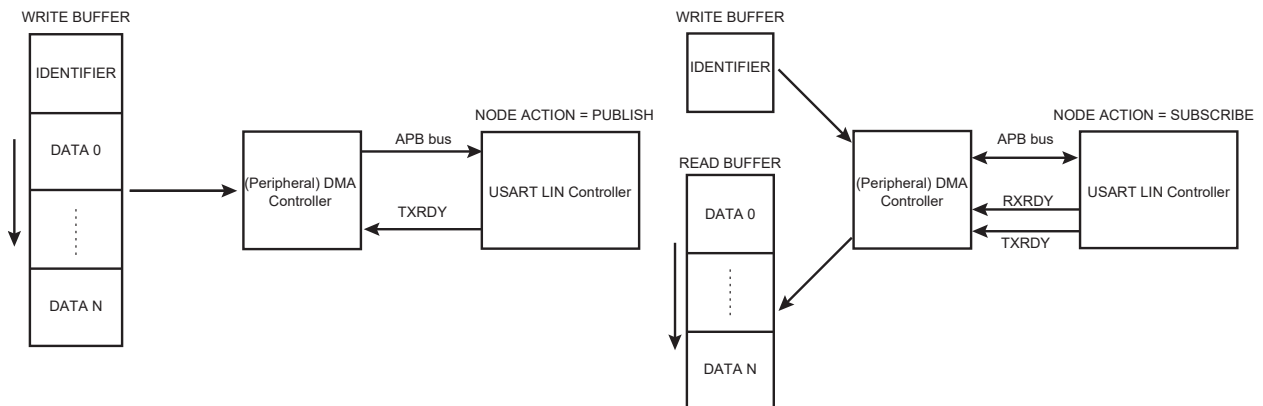 WRITE BUFFER
IDENTIFIER
DATA 0
DATA N
(Peripheral) DMA
Controller
APB bus
TXRDY
NODE ACTION = PUBLISH
USART LIN Controller
WRITE BUFFER
IDENTIFIER
READ BUFFER
DATA 0
DATA N
(Peripheral) DMA
Controller
APB bus
RXRDY
TXRDY
NODE ACTION = SUBSCRIBE
USART LIN Controller